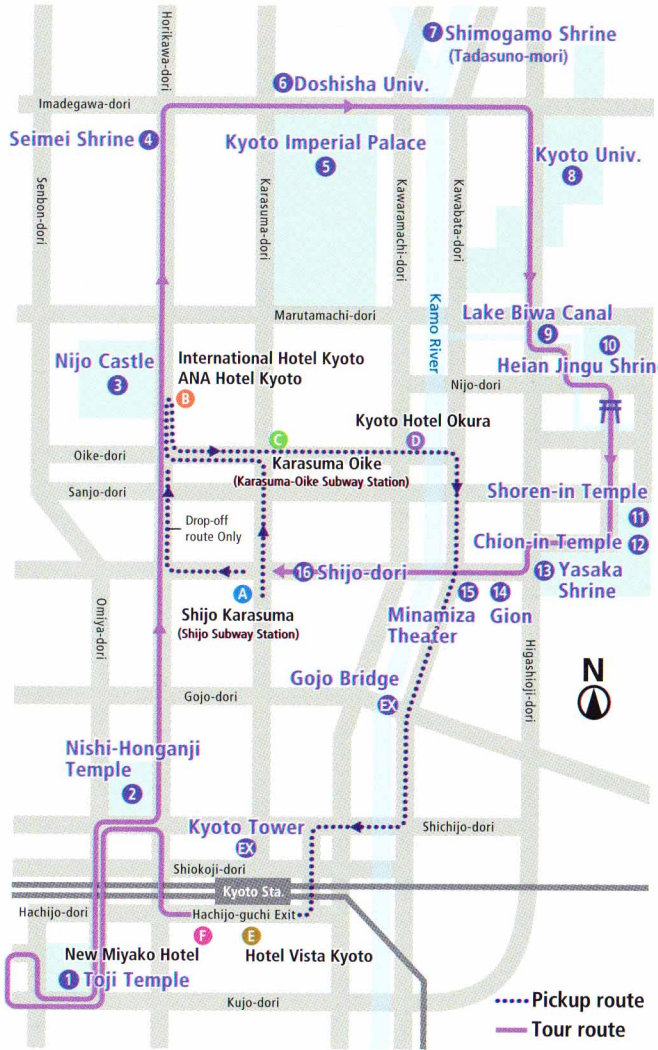 7 Shimogamo Shrine
(Tadasuno-mori)
Horikawa-dori
6 Doshisha Univ.
Imadegawa-dori
Seimei Shrine 4
Kyoto Imperial Palace
5
Kyoto Univ.
8
Senbon-dori
Karasuma-dori
Kawaramachi-dori
Kawabata-dori
Kamo River
Marutamachi-dori
Lake Biwa Canal
9
10
Heian Jingu Shrin
Nijo Castle
3
International Hotel Kyoto
ANA Hotel Kyoto
B
Nijo-dori
Kyoto Hotel Okura
C
D
Oike-dori
Karasuma Oike
(Karasuma-Oike Subway Station)
Sanjo-dori
Shoren-in Temple
11
Drop-off
route Only
Chion-in Temple 12
16 Shijo-dori
13 Yasaka
Shrine
A
Shijo Karasuma
(Shijo Subway Station)
15
14
Minamiza
Theater
Gion
Omiya-dori
Higashioji-dori
N
Gojo Bridge
EX
Gojo-dori
Nishi-Honganji
Temple
2
Kyoto Tower
EX
Shichijo-dori
Shiokoji-dori
Kyoto Sta.
Hachijo-dori
Hachijo-guchi Exit
F
E
New Miyako Hotel
Hotel Vista Kyoto
1 Toji Temple
Kujo-dori
Pickup route
Tour route